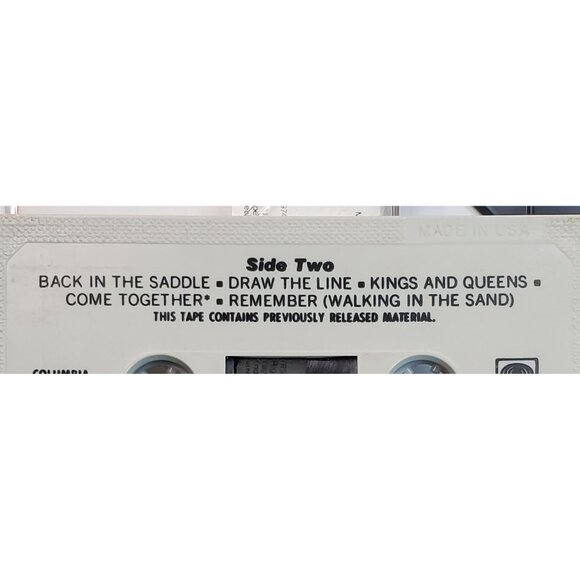 MADE IN USA
Side Two
BACK IN THE SADDLE ▪ DRAW THE LINE ▪ KINGS AND QUEENS ▪
COME TOGETHER* ▪ REMEMBER (WALKING IN THE SAND)
THIS TAPE CONTAINS PREVIOUSLY RELEASED MATERIAL.
COLUMBIA